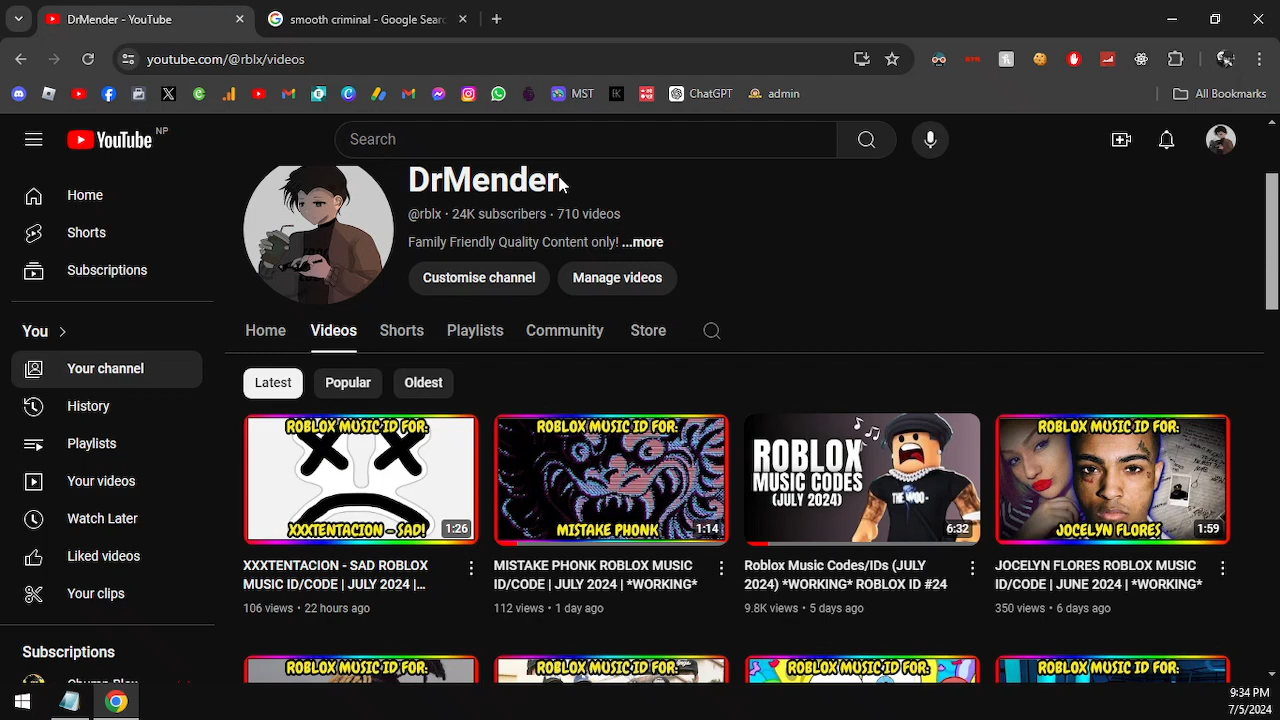 DrMender - YouTube
smooth criminal - Google Sear
youtube.com/@rblx/videos
MST
ChatGPT
admin
All Bookmarks
YouTube NP
Search
Home
Shorts
Subscriptions
You
Your channel
History
Playlists
Your videos
Watch Later
Liked videos
Your clips
Subscriptions
DrMender
@rblx · 24K subscribers · 710 videos
Family Friendly Quality Content only! ...more
Customise channel
Manage videos
Home
Videos
Shorts
Playlists
Community
Store
Latest
Popular
Oldest
ROBLOX MUSIC ID FOR:
XXXTENTACION - SAD!
1:26
XXXTENTACION - SAD ROBLOX
MUSIC ID/CODE | JULY 2024 |...
106 views · 22 hours ago
ROBLOX MUSIC ID FOR:
MISTAKE PHONK
1:14
MISTAKE PHONK ROBLOX MUSIC
ID/CODE | JULY 2024 | *WORKING*
112 views · 1 day ago
ROBLOX
MUSIC CODES
(JULY 2024)
THE WOO
6:32
Roblox Music Codes/IDs (JULY
2024) *WORKING* ROBLOX ID #24
9.8K views · 5 days ago
ROBLOX MUSIC ID FOR:
JOCELYN FLORES
1:59
JOCELYN FLORES ROBLOX MUSIC
ID/CODE | JUNE 2024 | *WORKING*
350 views · 6 days ago
ROBLOX MUSIC ID FOR:
ROBLOX MUSIC ID FOR:
ROBLOX MUSIC ID FOR:
ROBLOX MUSIC ID FOR:
9:34 PM
7/5/2024